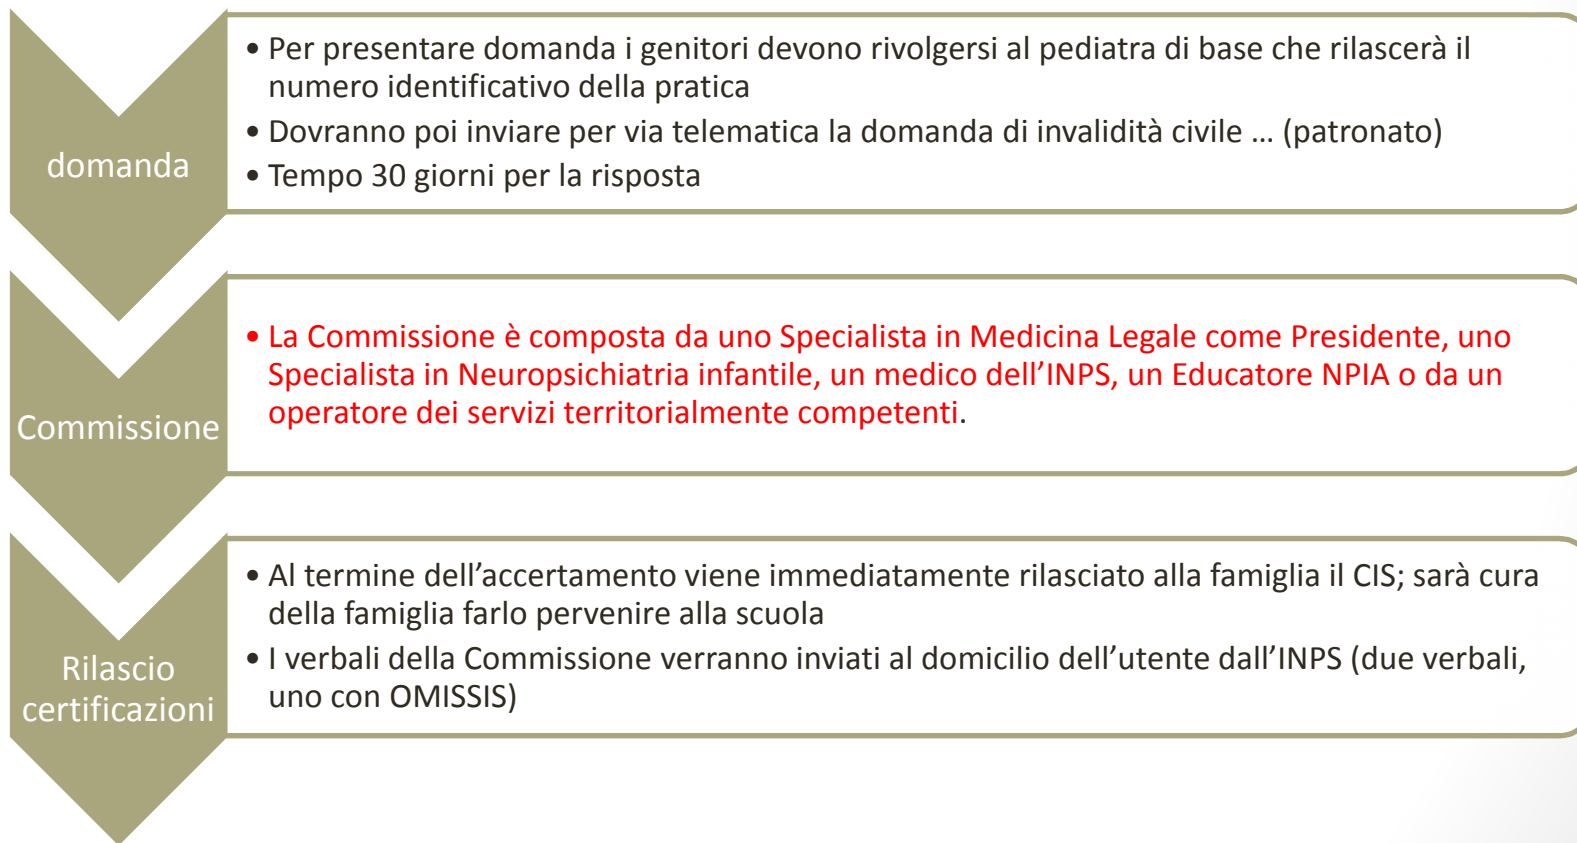 domanda
• Per presentare domanda i genitori devono rivolgersi al pediatra di base che rilascerà il
numero identificativo della pratica
• Dovranno poi inviare per via telematica la domanda di invalidità civile … (patronato)
• Tempo 30 giorni per la risposta
Commissione
• La Commissione è composta da uno Specialista in Medicina Legale come Presidente, uno
Specialista in Neuropsichiatria infantile, un medico dell’INPS, un Educatore NPIA o da un
operatore dei servizi territorialmente competenti.
Rilascio
certificazioni
• Al termine dell’accertamento viene immediatamente rilasciato alla famiglia il CIS; sarà cura
della famiglia farlo pervenire alla scuola
• I verbali della Commissione verranno inviati al domicilio dell’utente dall’INPS (due verbali,
uno con OMISSIS)